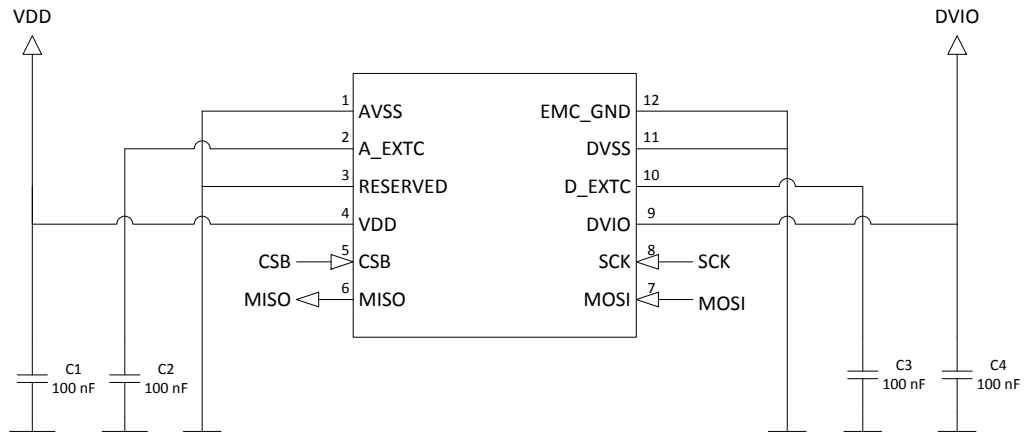 VDD
DVIO
1 AVSS
EMC_GND 12
2 A_EXTC
DVSS 11
3 RESERVED
D_EXTC 10
4 VDD
DVIO 9
CSB 5 CSB
SCK 8 SCK
MISO 6 MISO
MOSI 7 MOSI
C1
100 nF
C2
100 nF
C3
100 nF
C4
100 nF